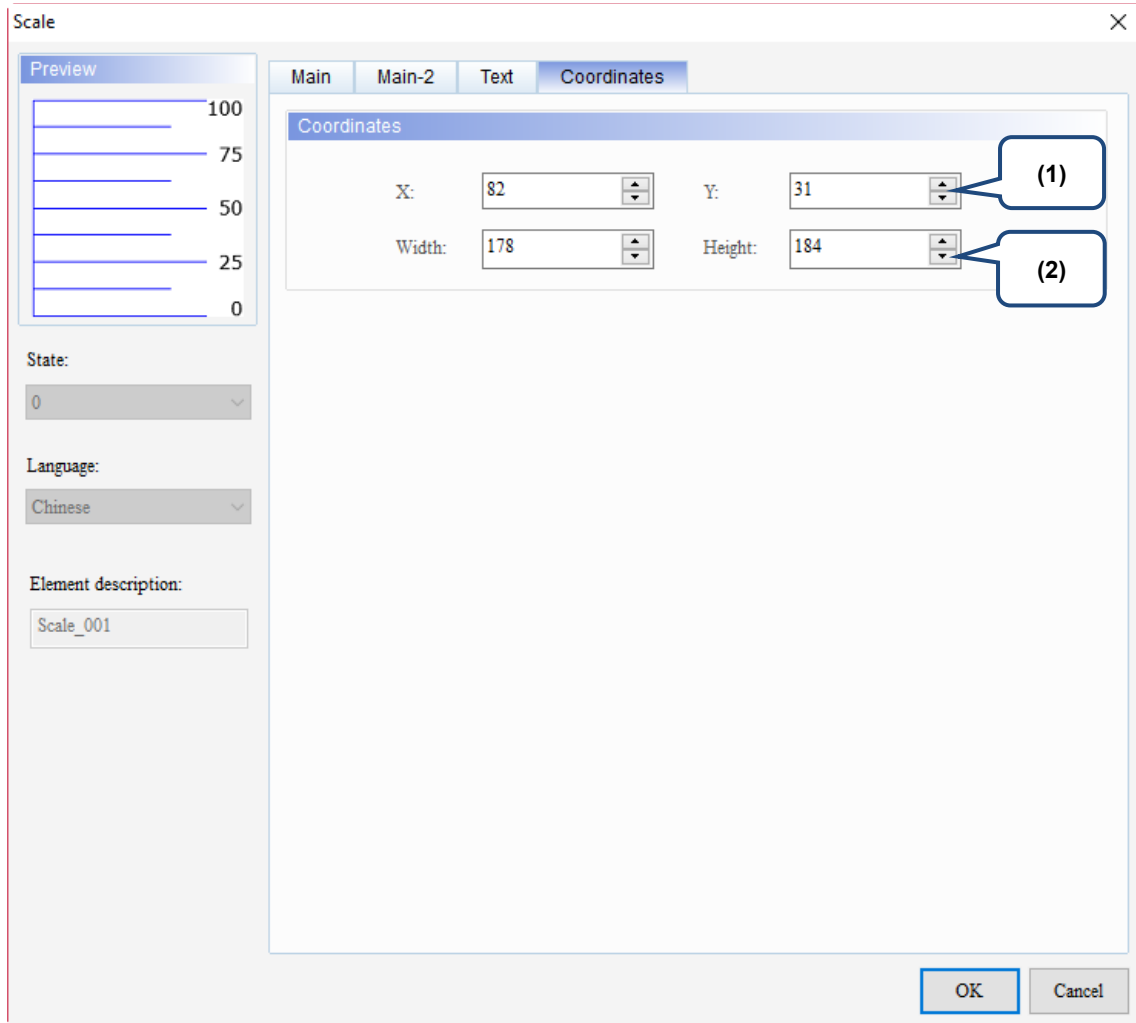 Scale
Preview
100
75
50
25
0
State:
0
Language:
Chinese
Element description:
Scale_001
Main Main-2 Text Coordinates
Coordinates
X: 82 Y: 31
(1)
Width: 178 Height: 184
(2)
OK Cancel